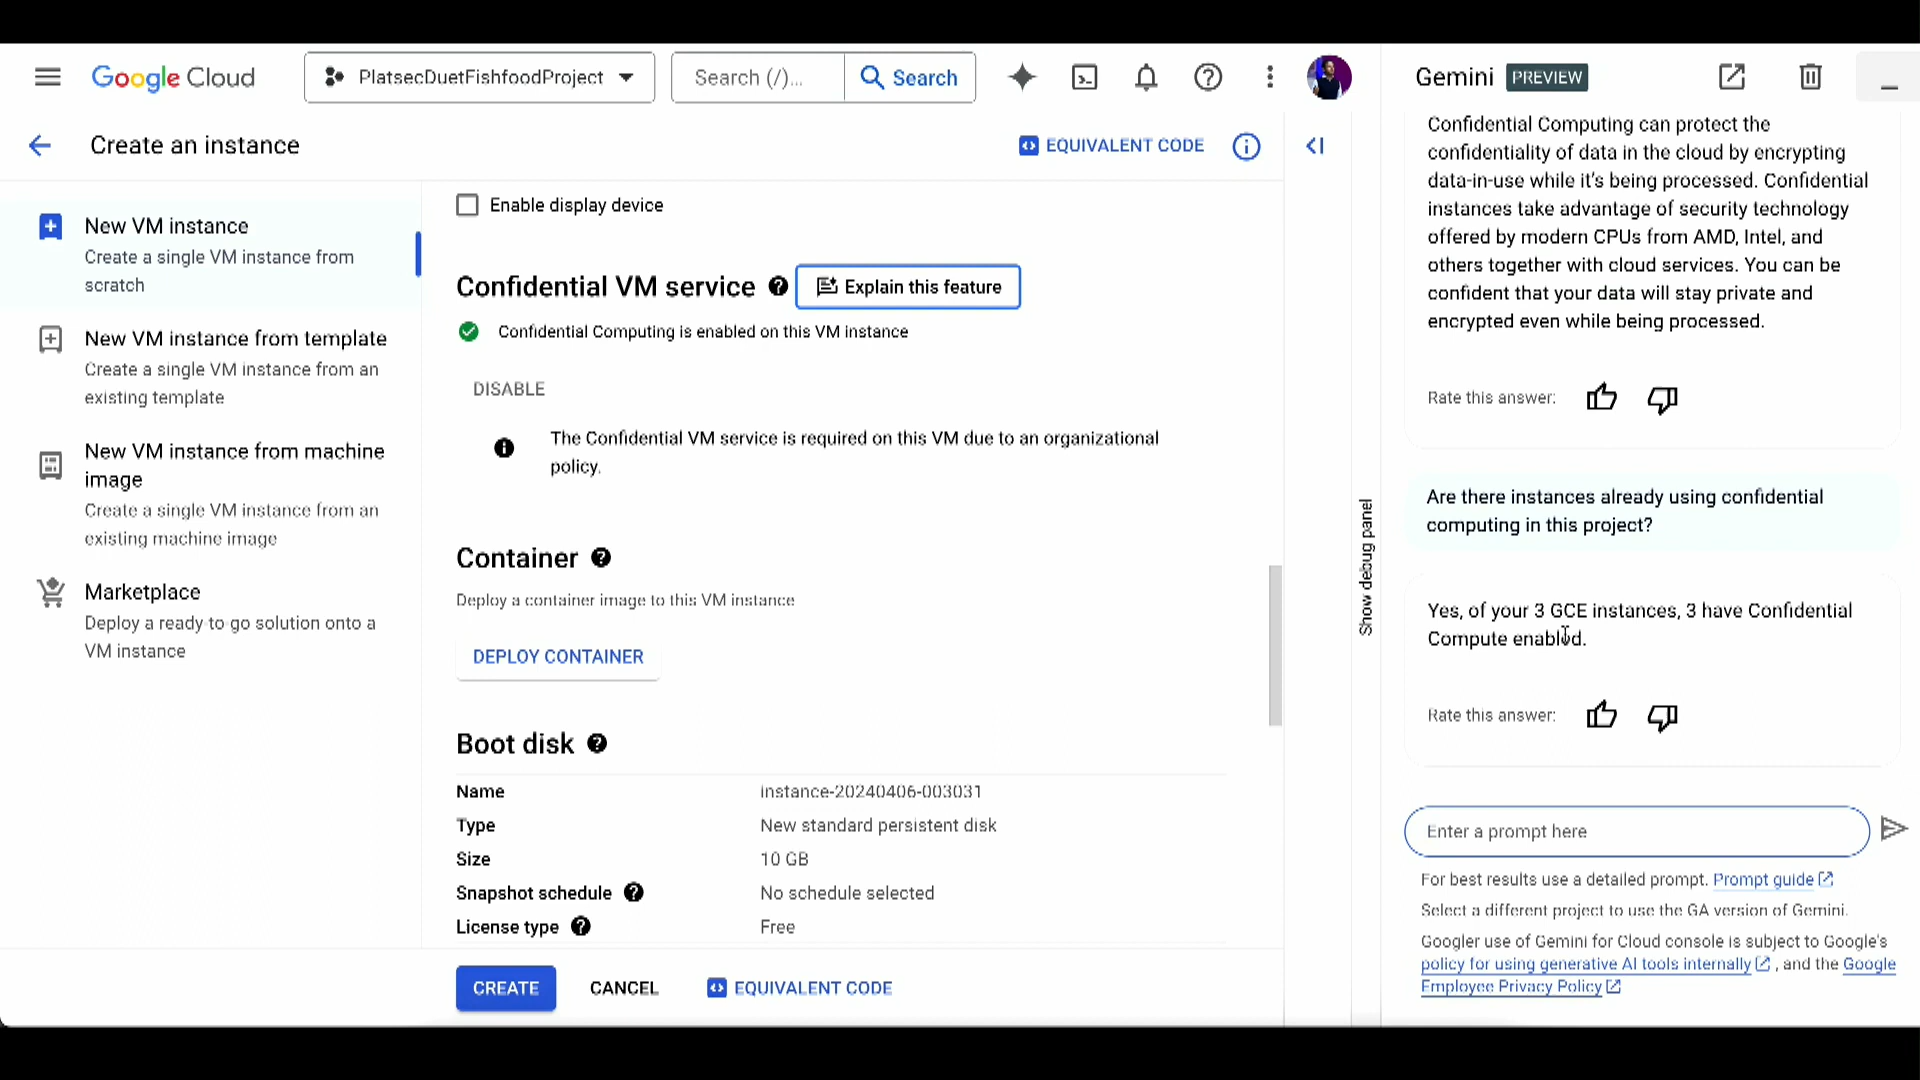 Google Cloud
PlatsecDuetFishfoodProject
Search (/)...
Search
Create an instance
EQUIVALENT CODE
New VM instance
Create a single VM instance from
scratch
New VM instance from template
Create a single VM instance from an
existing template
New VM instance from machine
image
Create a single VM instance from an
existing machine image
Marketplace
Deploy a ready-to-go solution onto a
VM instance
Enable display device
Confidential VM service
Explain this feature
Confidential Computing is enabled on this VM instance
DISABLE
The Confidential VM service is required on this VM due to an organizational
policy.
Container
Deploy a container image to this VM instance
DEPLOY CONTAINER
Boot disk
Name instance-20240406-003031
Type New standard persistent disk
Size 10 GB
Snapshot schedule No schedule selected
License type Free
CREATE
CANCEL
EQUIVALENT CODE
Show debug panel
Gemini PREVIEW
Confidential Computing can protect the
confidentiality of data in the cloud by encrypting
data-in-use while it's being processed. Confidential
instances take advantage of security technology
offered by modern CPUs from AMD, Intel, and
others together with cloud services. You can be
confident that your data will stay private and
encrypted even while being processed.
Rate this answer:
Are there instances already using confidential
computing in this project?
Yes, of your 3 GCE instances, 3 have Confidential
Compute enabled.
Rate this answer:
Enter a prompt here
For best results use a detailed prompt. Prompt guide
Select a different project to use the GA version of Gemini.
Googler use of Gemini for Cloud console is subject to Google's
policy for using generative AI tools internally , and the Google
Employee Privacy Policy